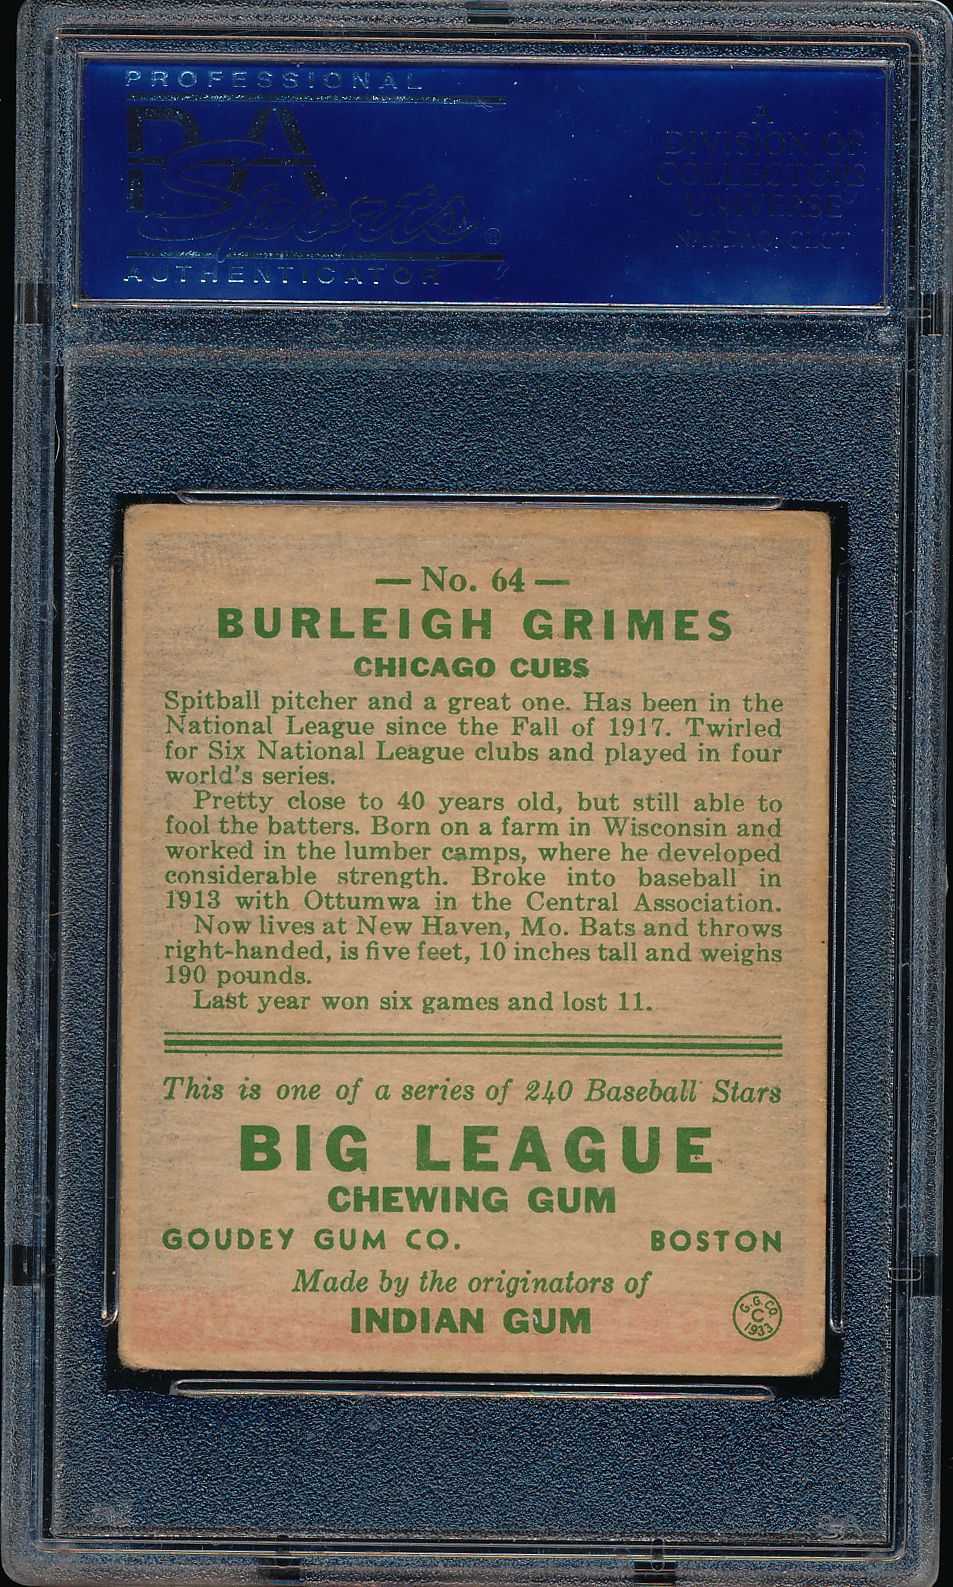 PROFESSIONAL
PSA
Sports ®
AUTHENTICATOR
A
DIVISION OF
COLLECTORS
UNIVERSE
NASDAQ: CLCT
— No. 64 —
BURLEIGH GRIMES
CHICAGO CUBS
Spitball pitcher and a great one. Has been in the
National League since the Fall of 1917. Twirled
for Six National League clubs and played in four
world's series.
Pretty close to 40 years old, but still able to
fool the batters. Born on a farm in Wisconsin and
worked in the lumber camps, where he developed
considerable strength. Broke into baseball in
1913 with Ottumwa in the Central Association.
Now lives at New Haven, Mo. Bats and throws
right-handed, is five feet, 10 inches tall and weighs
190 pounds.
Last year won six games and lost 11.
This is one of a series of 240 Baseball Stars
BIG LEAGUE
CHEWING GUM
GOUDEY GUM CO. BOSTON
Made by the originators of
INDIAN GUM
G. G. CO.
C
1933